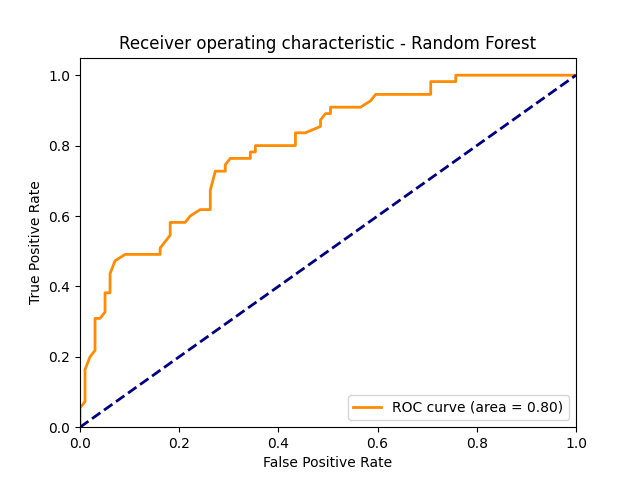 Receiver operating characteristic - Random Forest
1.0
0.8
0.6
0.4
0.2
0.0
True Positive Rate
ROC curve (area = 0.80)
0.0 0.2 0.4 0.6 0.8 1.0
False Positive Rate